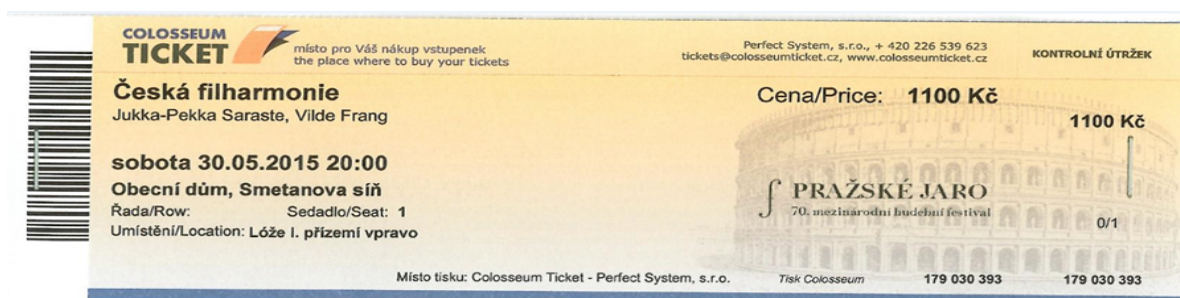 COLOSSEUM
TICKET
místo pro Váš nákup vstupenek
the place where to buy your tickets
Perfect System, s.r.o., + 420 226 539 623
tickets@colosseumticket.cz, www.colosseumticket.cz
KONTROLNÍ ÚTRŽEK
Česká filharmonie
Jukka-Pekka Saraste, Vilde Frang
Cena/Price: 1100 Kč
1100 Kč
sobota 30.05.2015 20:00
Obecní dům, Smetanova síň
Řada/Row: Sedadlo/Seat: 1
Umístění/Location: Lóže I. přízemí vpravo
PRAŽSKÉ JARO
70. mezinárodní hudební festival
0/1
Místo tisku: Colosseum Ticket - Perfect System, s.r.o.
Tisk Colosseum
179 030 393
179 030 393